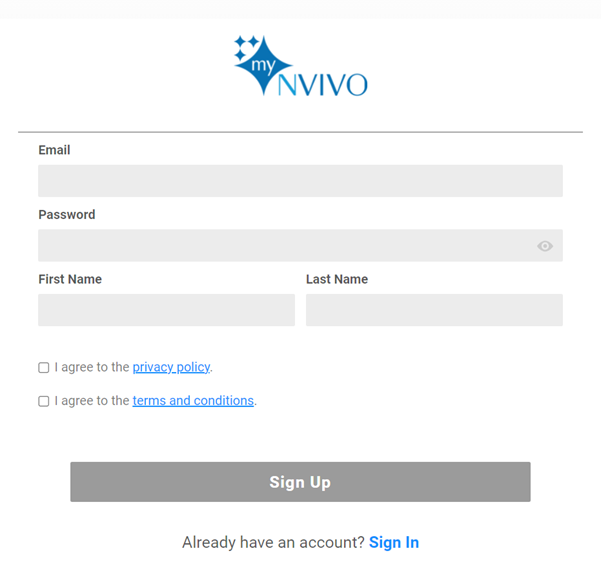 my
NVIVO
Email
Password
First Name
Last Name
I agree to the privacy policy.
I agree to the terms and conditions.
Sign Up
Already have an account? Sign In